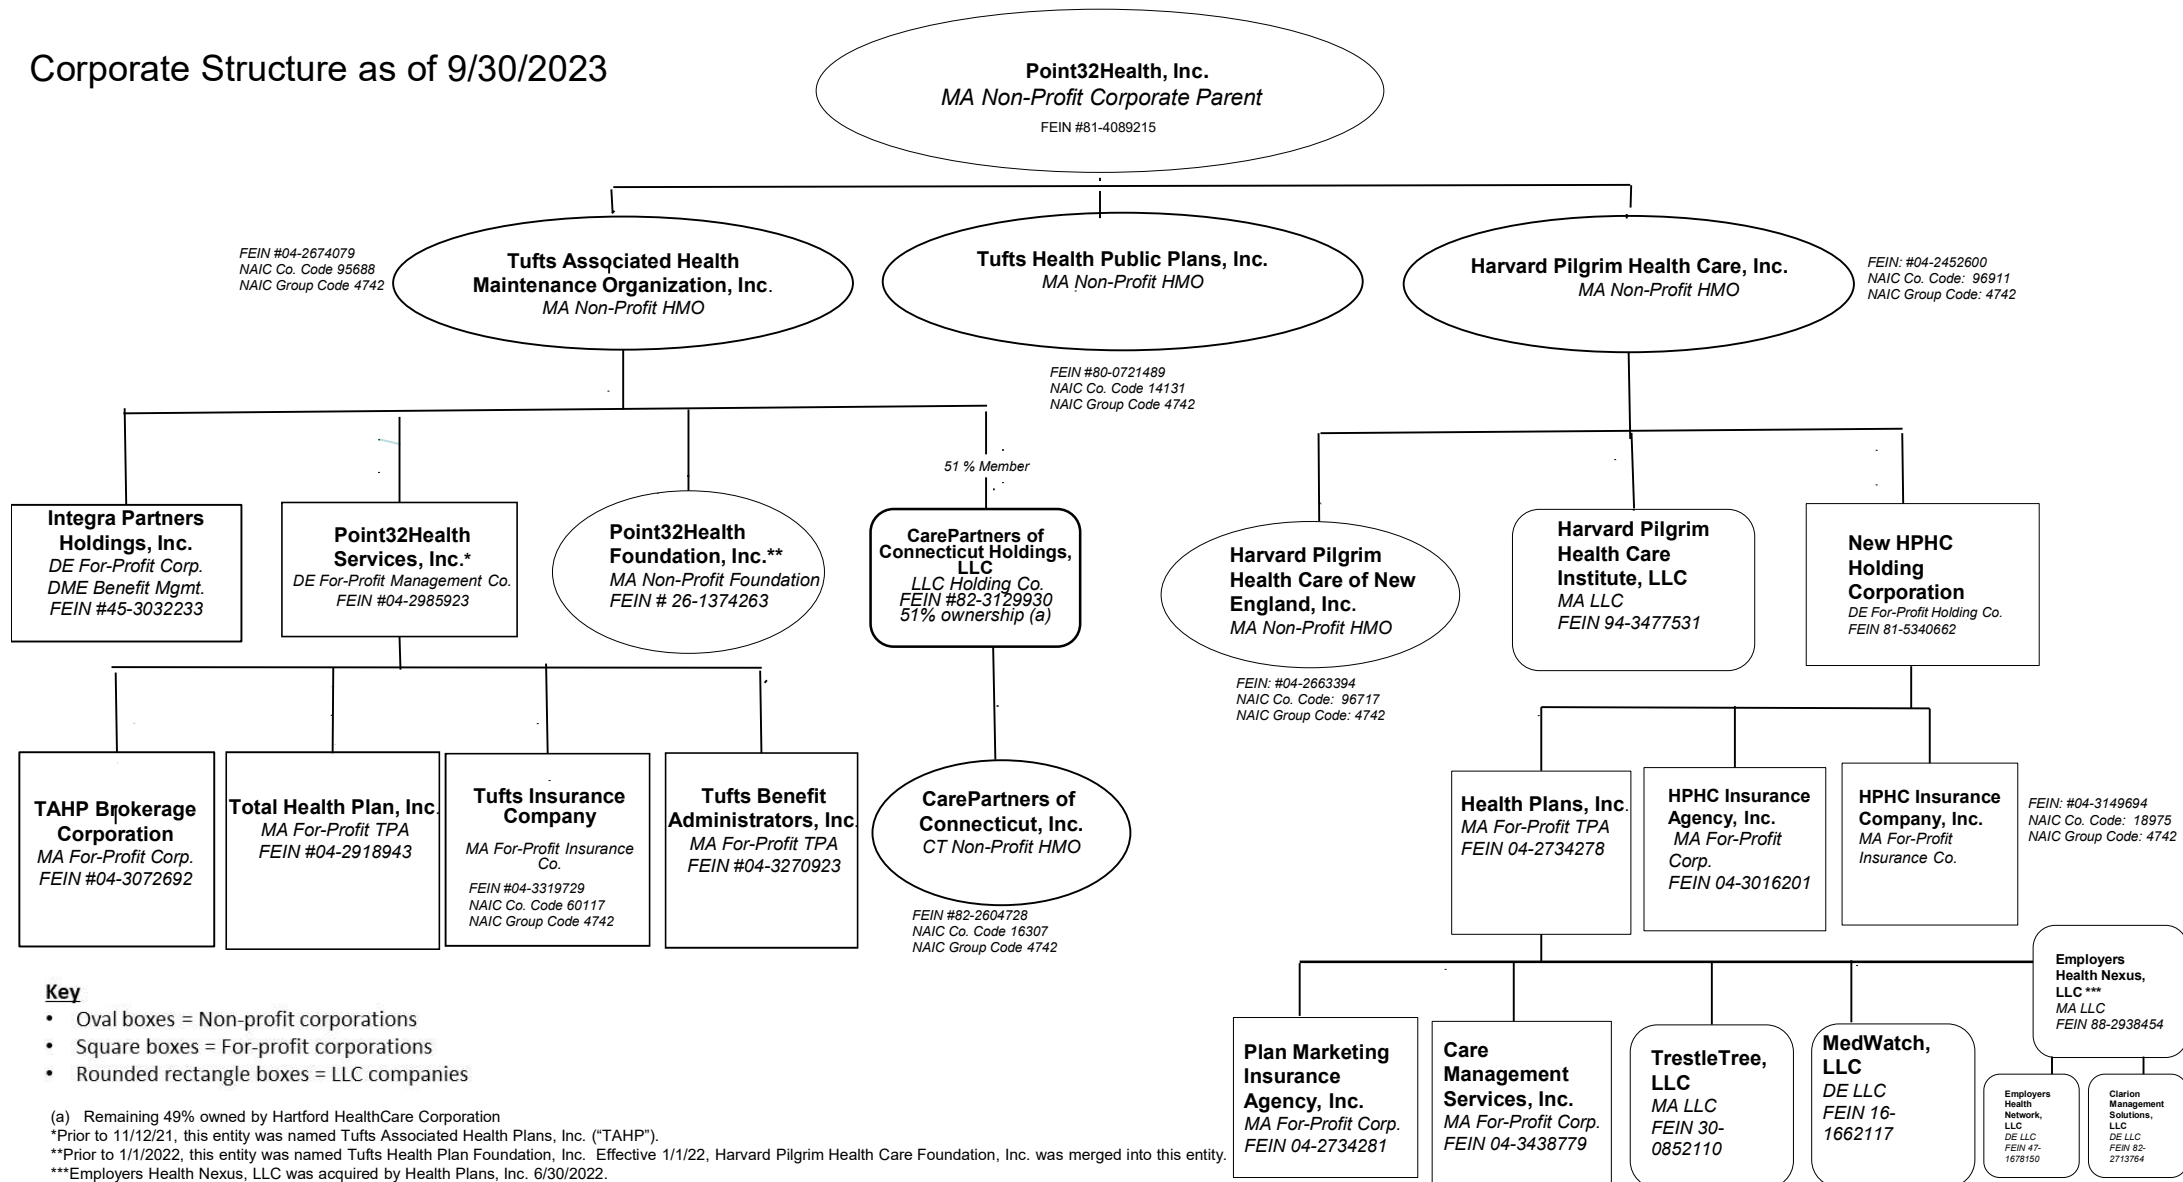 Corporate Structure as of 9/30/2023
Point32Health, Inc.
MA Non-Profit Corporate Parent
FEIN #81-4089215
FEIN #04-2674079
NAIC Co. Code 95688
NAIC Group Code 4742
Tufts Associated Health
Maintenance Organization, Inc.
MA Non-Profit HMO
Tufts Health Public Plans, Inc.
MA Non-Profit HMO
FEIN #80-0721489
NAIC Co. Code 14131
NAIC Group Code 4742
Harvard Pilgrim Health Care, Inc.
MA Non-Profit HMO
FEIN: #04-2452600
NAIC Co. Code: 96911
NAIC Group Code: 4742
51 % Member
Integra Partners
Holdings, Inc.
DE For-Profit Corp.
DME Benefit Mgmt.
FEIN #45-3032233
Point32Health
Services, Inc.*
DE For-Profit Management Co.
FEIN #04-2985923
Point32Health
Foundation, Inc.**
MA Non-Profit Foundation
FEIN # 26-1374263
CarePartners of
Connecticut Holdings,
LLC
LLC Holding Co.
FEIN #82-3129930
51% ownership (a)
Harvard Pilgrim
Health Care of New
England, Inc.
MA Non-Profit HMO
FEIN: #04-2663394
NAIC Co. Code: 96717
NAIC Group Code: 4742
Harvard Pilgrim
Health Care
Institute, LLC
MA LLC
FEIN 94-3477531
New HPHC
Holding
Corporation
DE For-Profit Holding Co.
FEIN 81-5340662
TAHP Brokerage
Corporation
MA For-Profit Corp.
FEIN #04-3072692
Total Health Plan, Inc.
MA For-Profit TPA
FEIN #04-2918943
Tufts Insurance
Company
MA For-Profit Insurance
Co.
FEIN #04-3319729
NAIC Co. Code 60117
NAIC Group Code 4742
Tufts Benefit
Administrators, Inc.
MA For-Profit TPA
FEIN #04-3270923
CarePartners of
Connecticut, Inc.
CT Non-Profit HMO
FEIN #82-2604728
NAIC Co. Code 16307
NAIC Group Code 4742
Health Plans, Inc.
MA For-Profit TPA
FEIN 04-2734278
HPHC Insurance
Agency, Inc.
MA For-Profit
Corp.
FEIN 04-3016201
HPHC Insurance
Company, Inc.
MA For-Profit
Insurance Co.
FEIN: #04-3149694
NAIC Co. Code: 18975
NAIC Group Code: 4742
Plan Marketing
Insurance
Agency, Inc.
MA For-Profit Corp.
FEIN 04-2734281
Care
Management
Services, Inc.
MA For-Profit Corp.
FEIN 04-3438779
TrestleTree,
LLC
MA LLC
FEIN 30-
0852110
MedWatch,
LLC
DE LLC
FEIN 16-
1662117
Employers
Health Nexus,
LLC ***
MA LLC
FEIN 88-2938454
Employers
Health
Network,
LLC
DE LLC
FEIN 47-
1678150
Clarion
Management
Solutions,
LLC
DE LLC
FEIN 82-
2713764
Key
• Oval boxes = Non-profit corporations
• Square boxes = For-profit corporations
• Rounded rectangle boxes = LLC companies
(a) Remaining 49% owned by Hartford HealthCare Corporation
*Prior to 11/12/21, this entity was named Tufts Associated Health Plans, Inc. (“TAHP”).
**Prior to 1/1/2022, this entity was named Tufts Health Plan Foundation, Inc. Effective 1/1/22, Harvard Pilgrim Health Care Foundation, Inc. was merged into this entity.
***Employers Health Nexus, LLC was acquired by Health Plans, Inc. 6/30/2022.